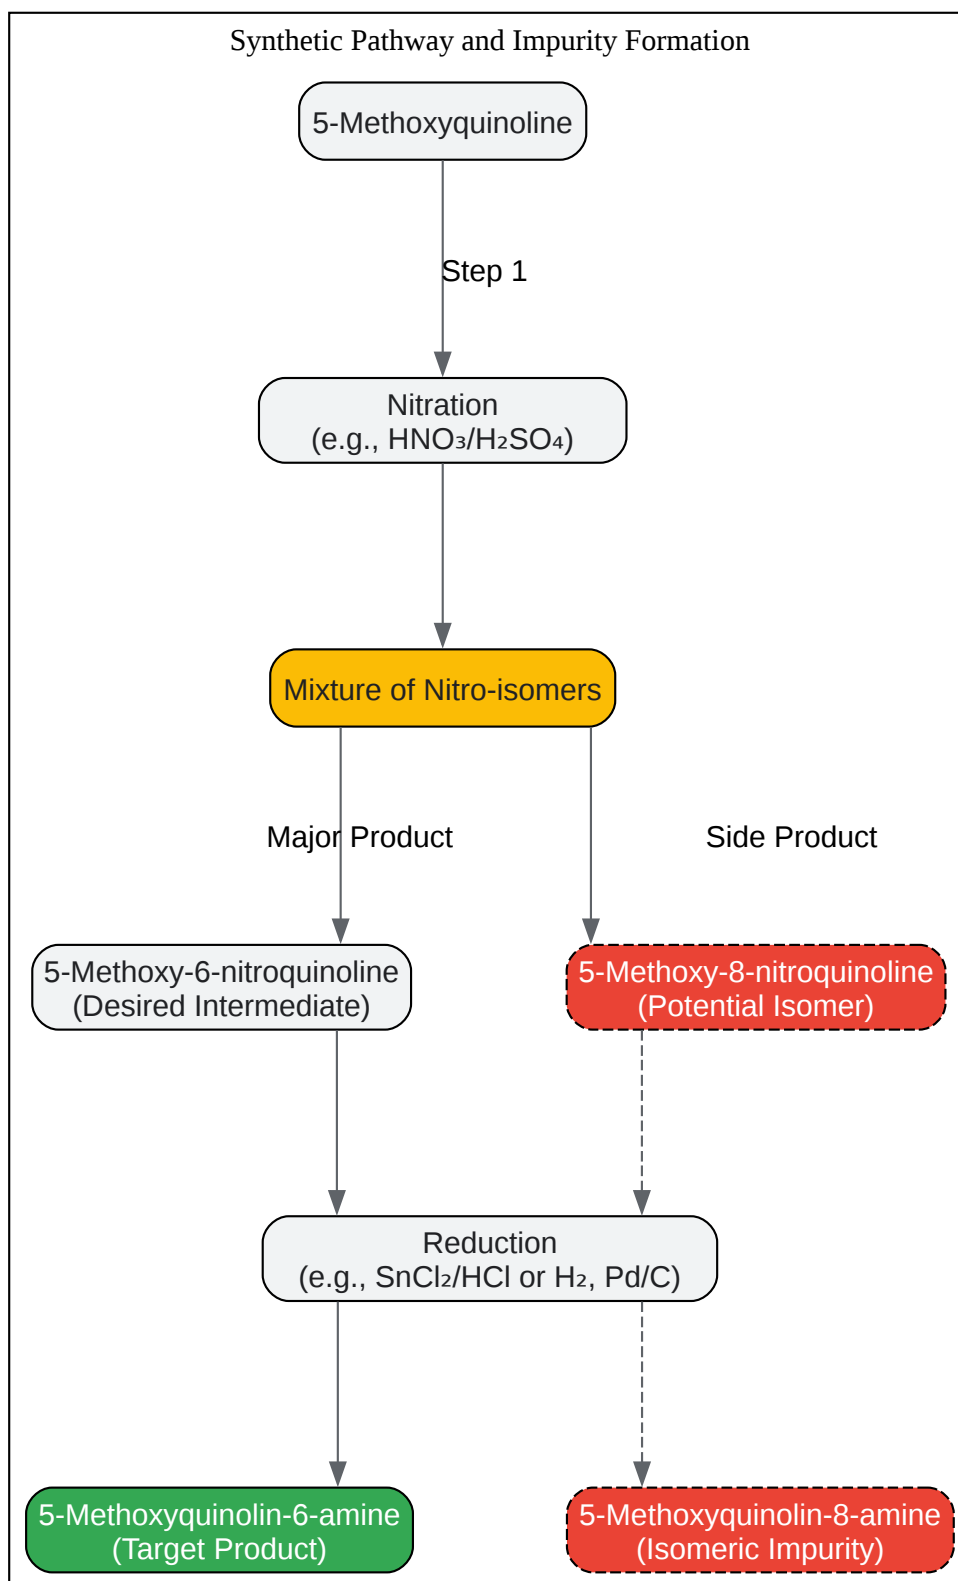 Synthetic Pathway and Impurity Formation
5-Methoxyquinoline
Step 1
Nitration
(e.g., HNO₃/H₂SO₄)
Mixture of Nitro-isomers
Major Product
Side Product
5-Methoxy-6-nitroquinoline
(Desired Intermediate)
5-Methoxy-8-nitroquinoline
(Potential Isomer)
Reduction
(e.g., SnCl₂/HCl or H₂, Pd/C)
5-Methoxyquinolin-6-amine
(Target Product)
5-Methoxyquinolin-8-amine
(Isomeric Impurity)